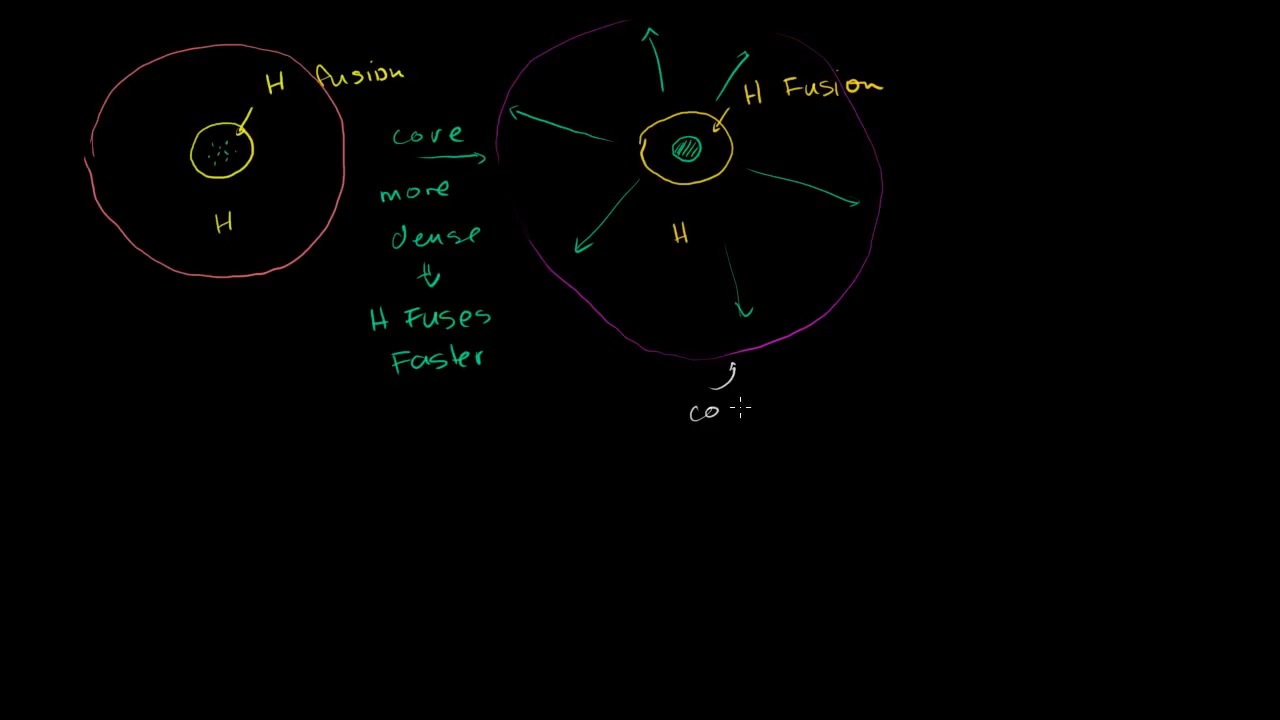 H fusion
H
core
more
dense
H Fuses
Faster
H Fusion
H
co